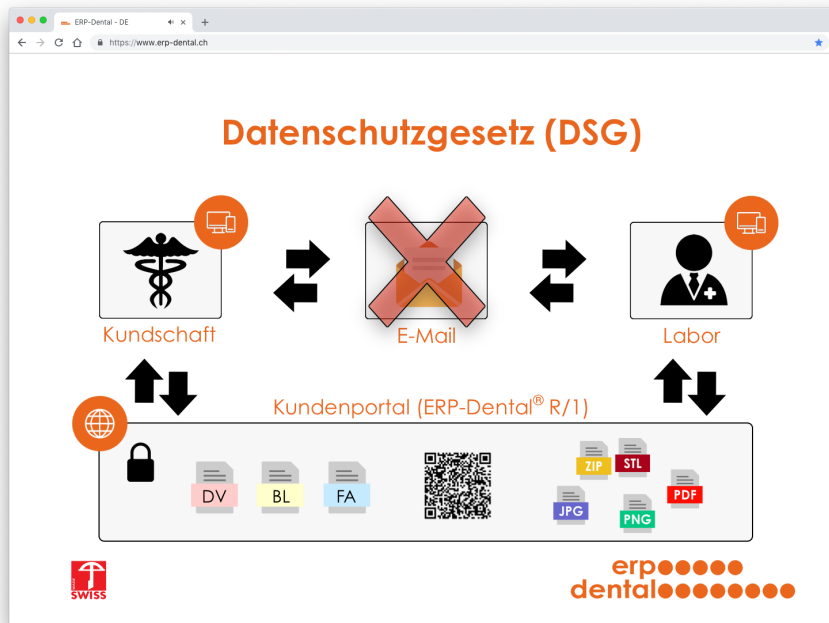 ERP-Dental - DE
https://www.erp-dental.ch
Datenschutzgesetz (DSG)
Kundschaft
E-Mail
Labor
Kundenportal (ERP-Dental® R/1)
DV
BL
FA
ZIP
STL
JPG
PNG
PDF
SWISS
erp
dental